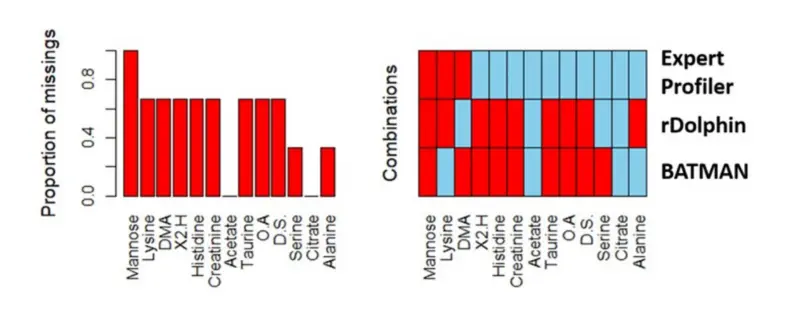 Proportion of missings
0.0
0.4
0.8
Mannose
Lysine
DMA
X2.H
Histidine
Creatinine
Acetate
Taurine
O.A
D.S.
Serine
Citrate
Alanine
Combinations
Mannose
Lysine
DMA
X2.H
Histidine
Creatinine
Acetate
Taurine
O.A
D.S.
Serine
Citrate
Alanine
Expert
Profiler
rDolphin
BATMAN